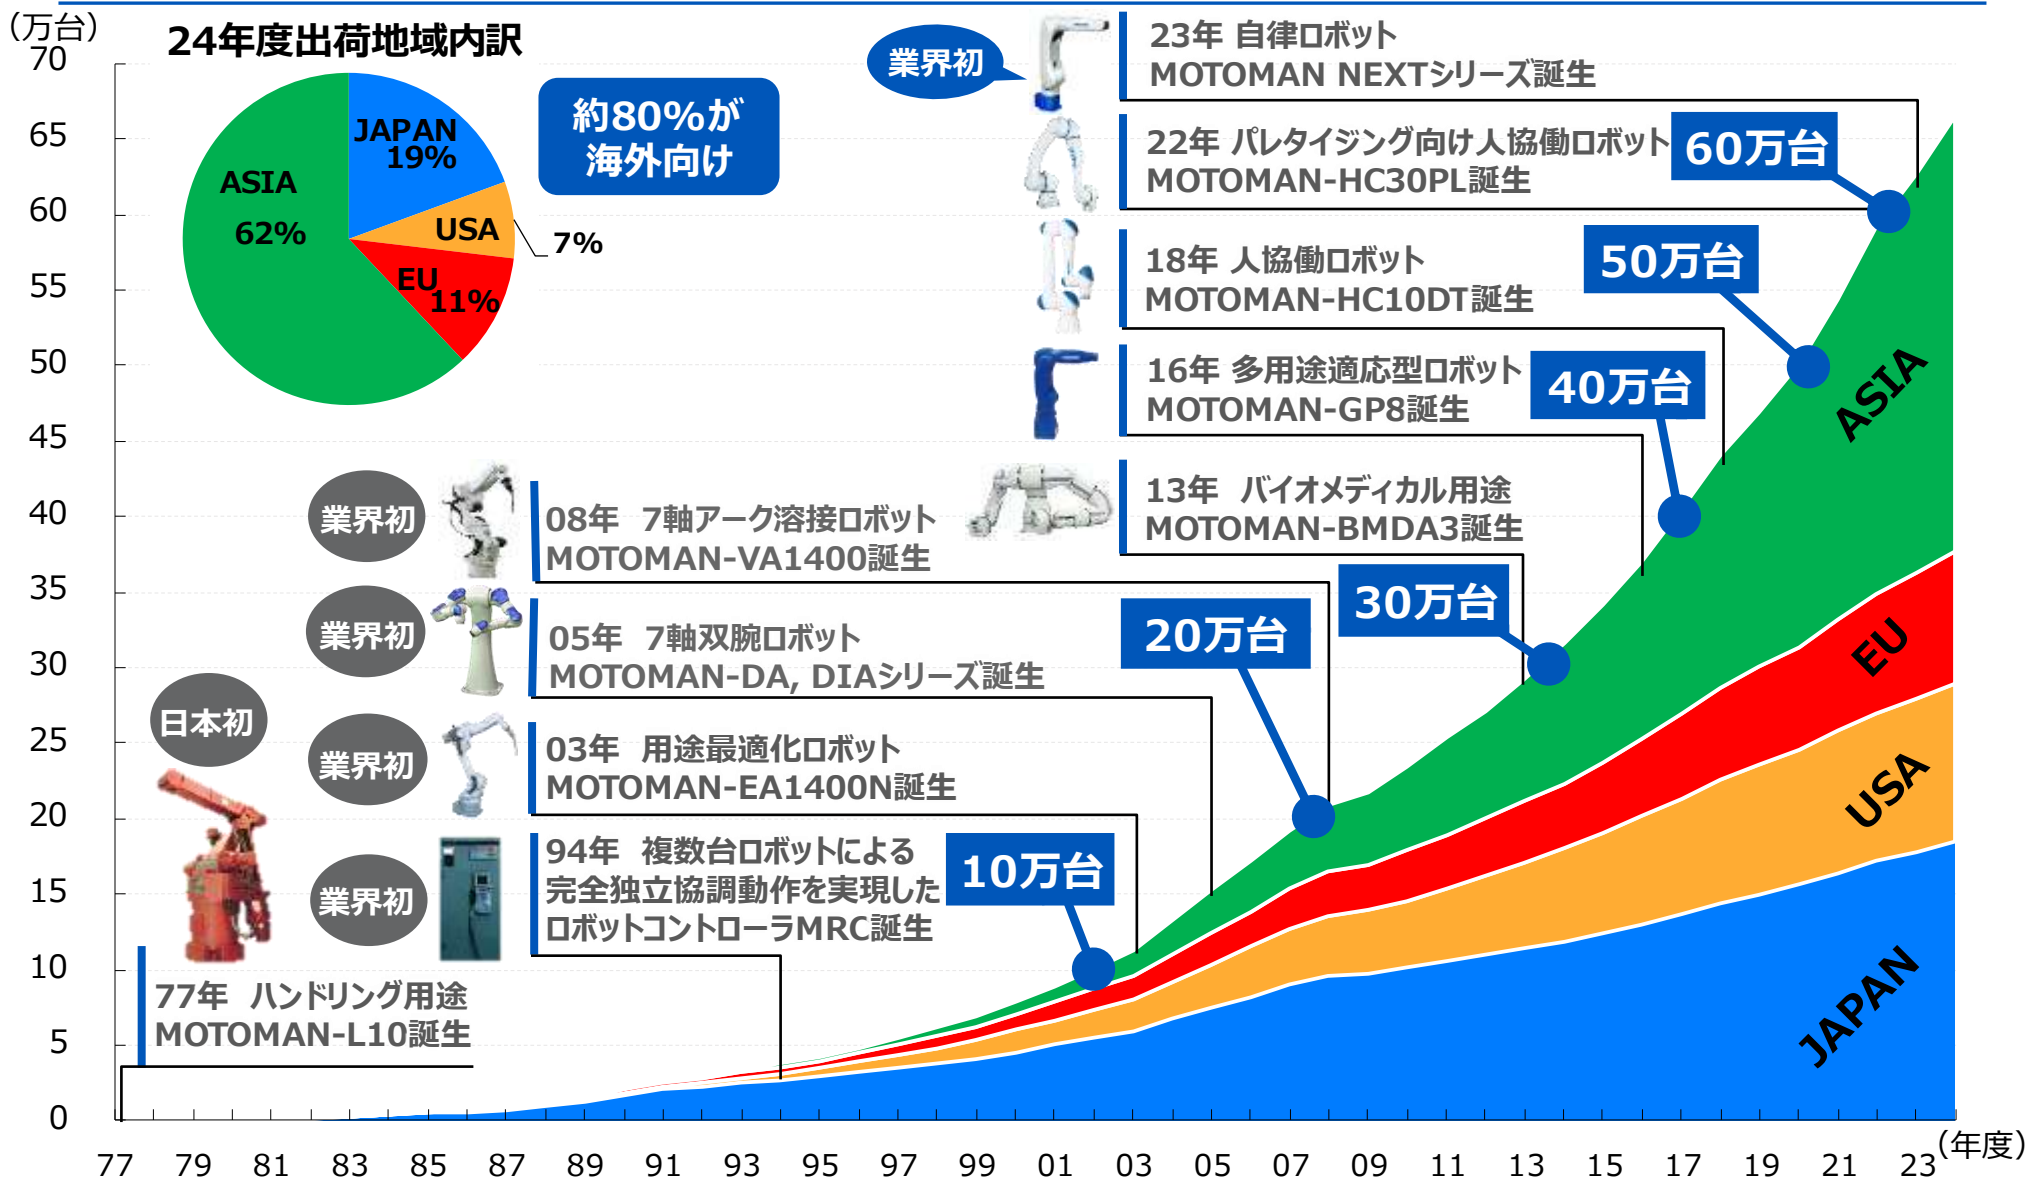 (万台)
24年度出荷地域内訳
JAPAN
19%
ASIA
62%
USA
7%
EU
11%
約80%が
海外向け
業界初
23年 自律ロボット
MOTOMAN NEXTシリーズ誕生
22年 パレタイジング向け人協働ロボット
MOTOMAN-HC30PL誕生
18年 人協働ロボット
MOTOMAN-HC10DT誕生
16年 多用途適応型ロボット
MOTOMAN-GP8誕生
13年 バイオメディカル用途
MOTOMAN-BMDA3誕生
業界初
08年 7軸アーク溶接ロボット
MOTOMAN-VA1400誕生
業界初
05年 7軸双腕ロボット
MOTOMAN-DA, DIAシリーズ誕生
業界初
03年 用途最適化ロボット
MOTOMAN-EA1400N誕生
業界初
94年 複数台ロボットによる
完全独立協調動作を実現した
ロボットコントローラMRC誕生
日本初
77年 ハンドリング用途
MOTOMAN-L10誕生
60万台
50万台
40万台
30万台
20万台
10万台
ASIA
EU
USA
JAPAN
70
65
60
55
50
45
40
35
30
25
20
15
10
5
0
77 79 81 83 85 87 89 91 93 95 97 99 01 03 05 07 09 11 13 15 17 19 21 23
(年度)